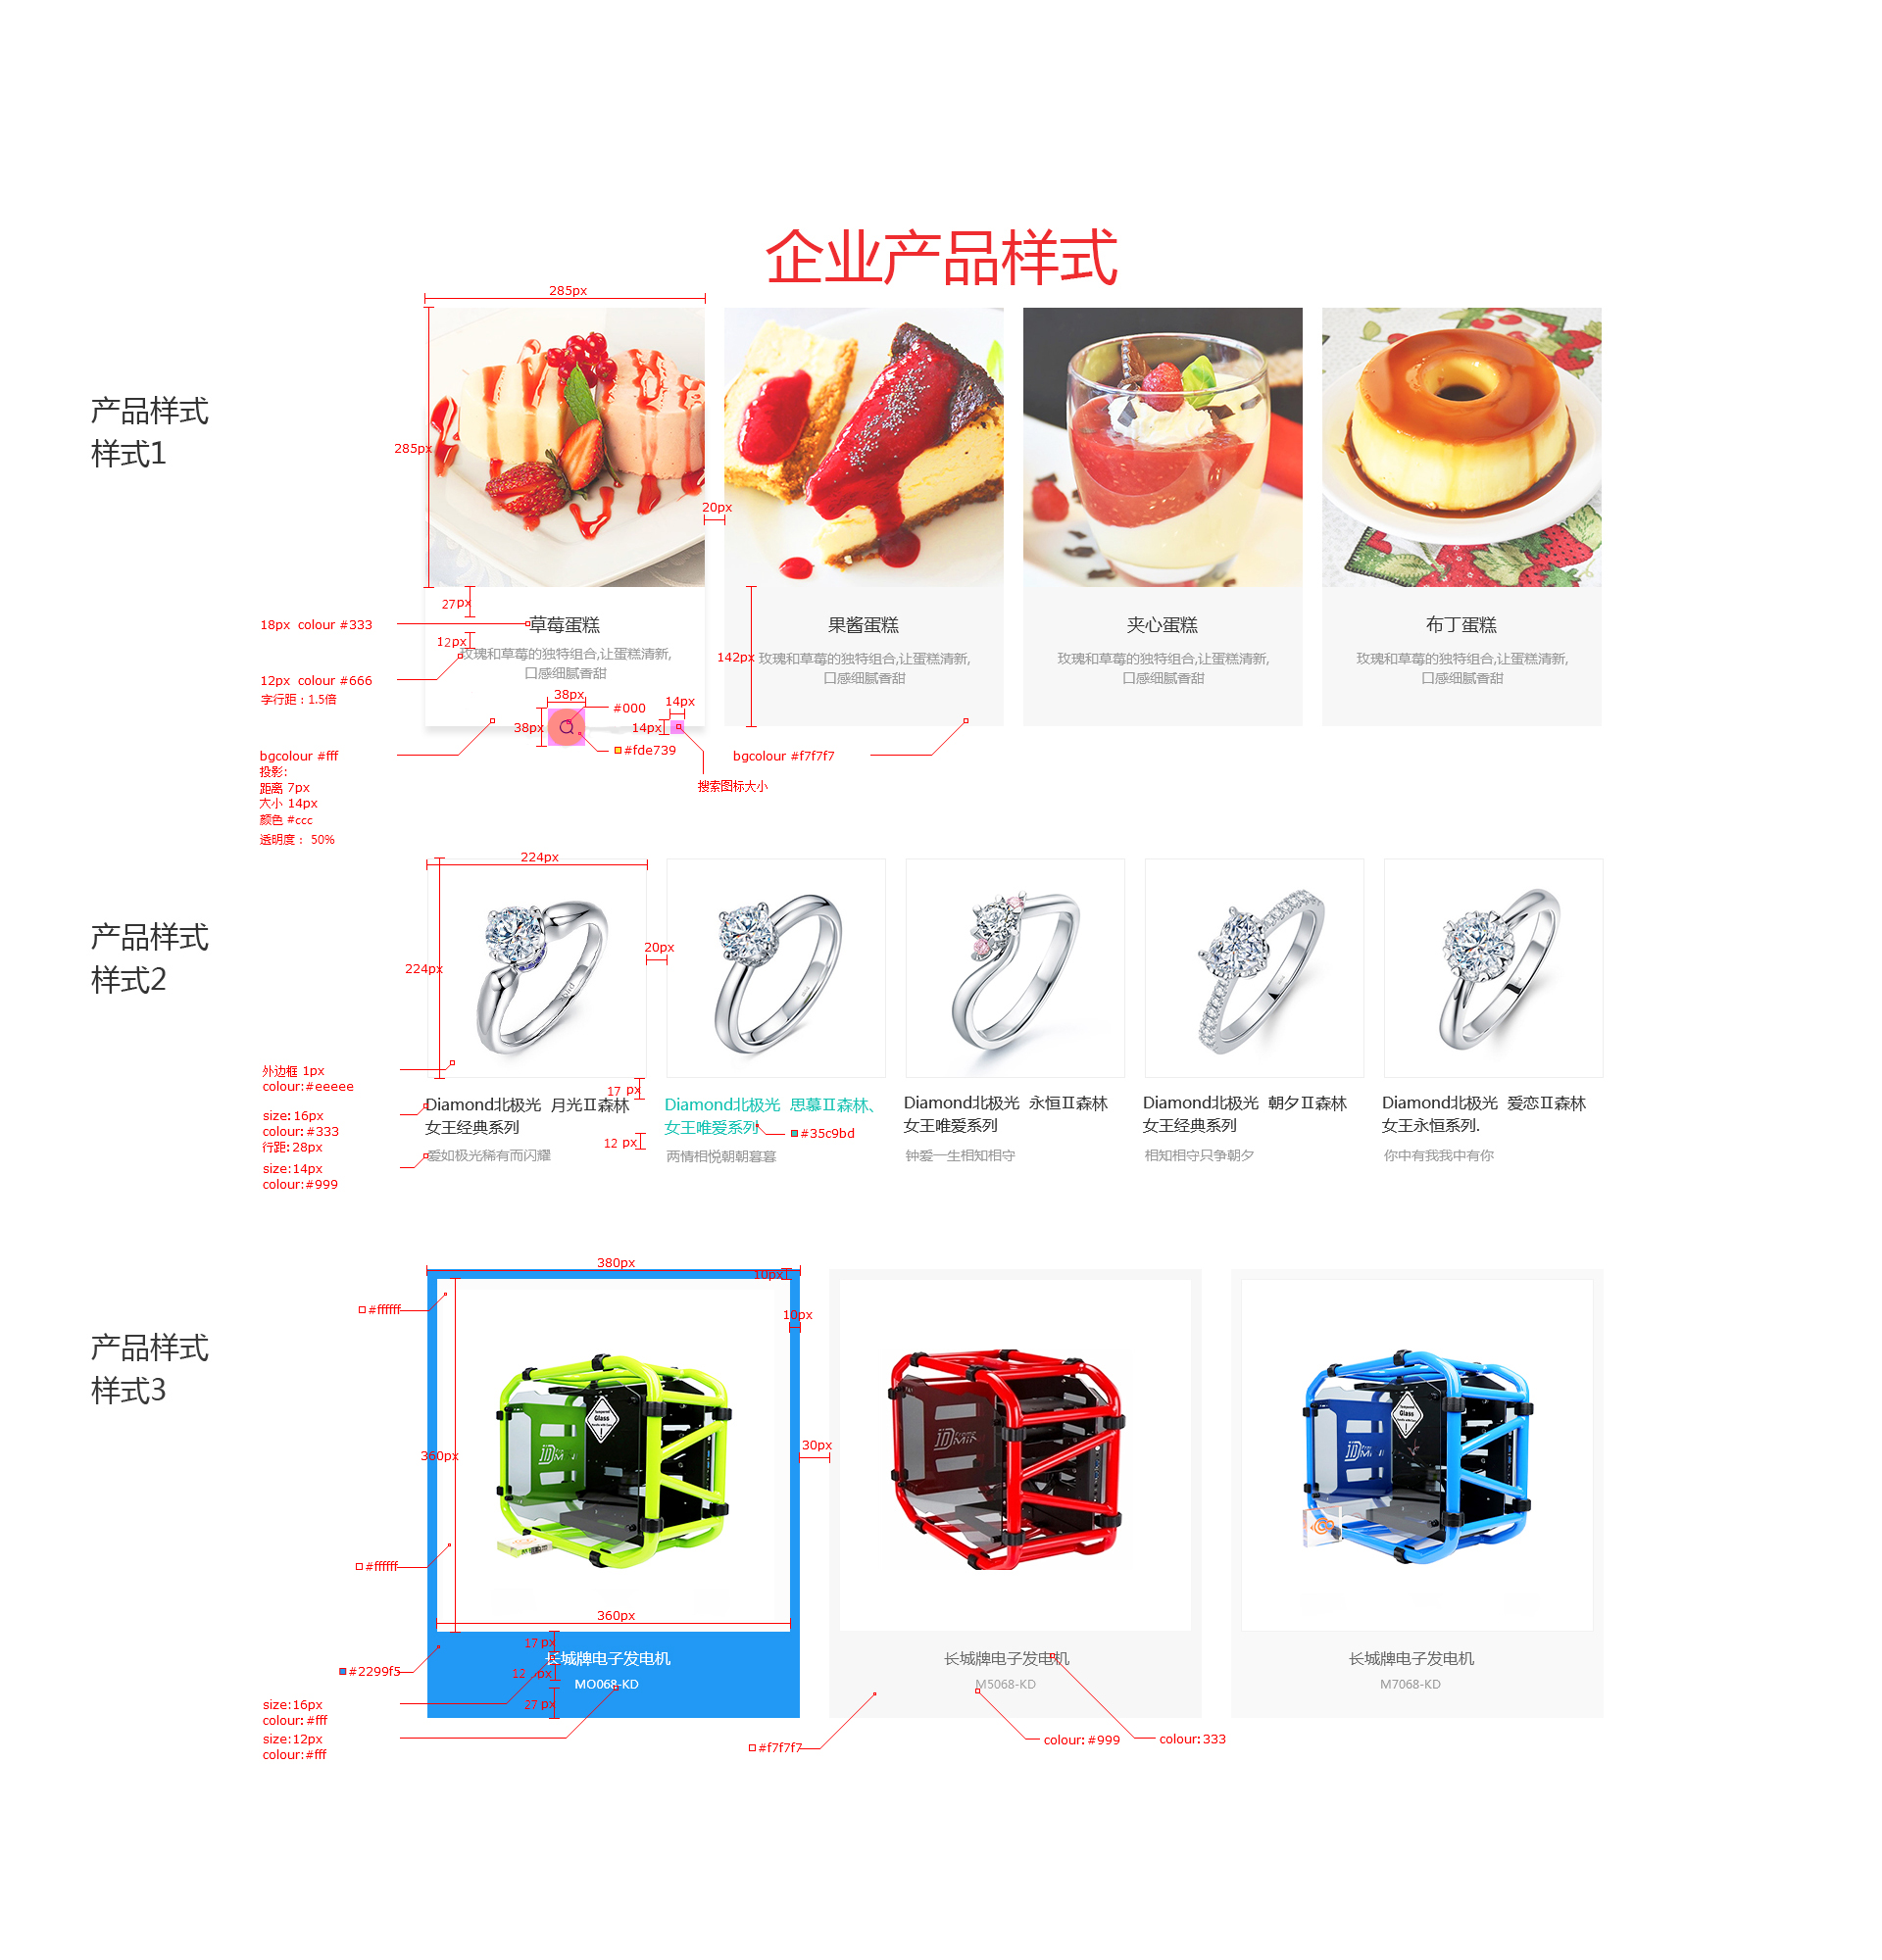 企业产品样式
285px
产品样式
样式1
285px
20px
27px
18px  colour #333
12px
12px  colour #666
字行距：1.5倍
草莓蛋糕
玫瑰和草莓的独特组合,让蛋糕清新,
口感细腻香甜
142px
果酱蛋糕
玫瑰和草莓的独特组合,让蛋糕清新,
口感细腻香甜
夹心蛋糕
玫瑰和草莓的独特组合,让蛋糕清新,
口感细腻香甜
布丁蛋糕
玫瑰和草莓的独特组合,让蛋糕清新,
口感细腻香甜
38px
#000
14px
38px
14px
#fde739
bgcolour #fff
投影:
距离 7px
大小 14px
颜色 #ccc
透明度： 50%
搜索图标大小
bgcolour #f7f7f7
产品样式
样式2
224px
224px
20px
外边框 1px
colour:#eeeee
size: 16px
colour: #333
行距: 28px
size:14px
colour:#999
17 px
12 px
Diamond北极光  月光Ⅱ森林
女王经典系列
爱如极光稀有而闪耀
Diamond北极光  思慕Ⅱ森林、
女王唯爱系列
#35c9bd
两情相悦朝朝暮暮
Diamond北极光  永恒Ⅱ森林
女王唯爱系列
钟爱一生相知相守
Diamond北极光  朝夕Ⅱ森林
女王经典系列
相知相守只争朝夕
Diamond北极光  爱恋Ⅱ森林
女王永恒系列.
你中有我我中有你
产品样式
样式3
380px
10px
#ffffff
10px
360px
30px
#ffffff
360px
#2299f5
17 px
12 px
27 px
size:16px
colour: #fff
size:12px
colour:#fff
长城牌电子发电机
MO068-KD
长城牌电子发电机
M5068-KD
长城牌电子发电机
M7068-KD
#f7f7f7
colour: #999
colour: 333